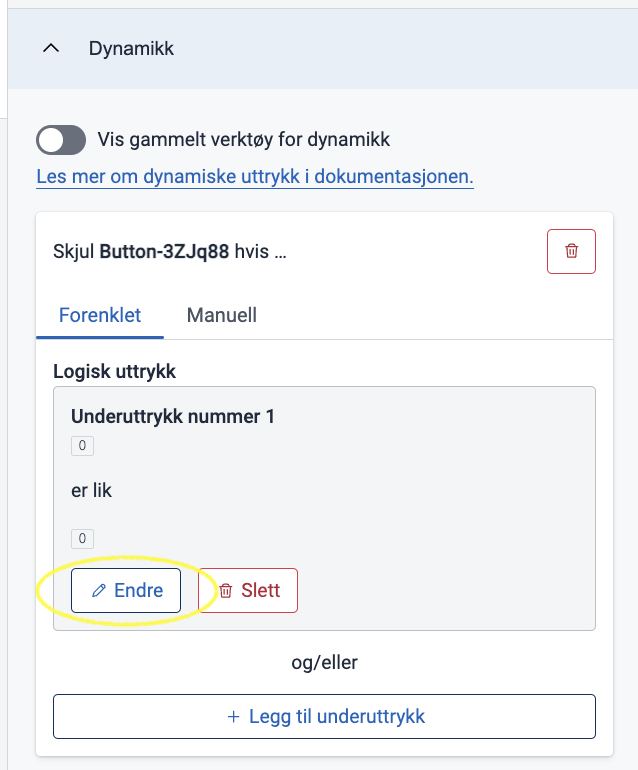 Dynamikk
Vis gammelt verktøy for dynamikk
Les mer om dynamiske uttrykk i dokumentasjonen.
Skjul Button-3ZJq88 hvis ...
Forenklet Manuell
Logisk uttrykk
Underuttrykk nummer 1
0
er lik
0
Endre Slett
og/eller
+ Legg til underuttrykk